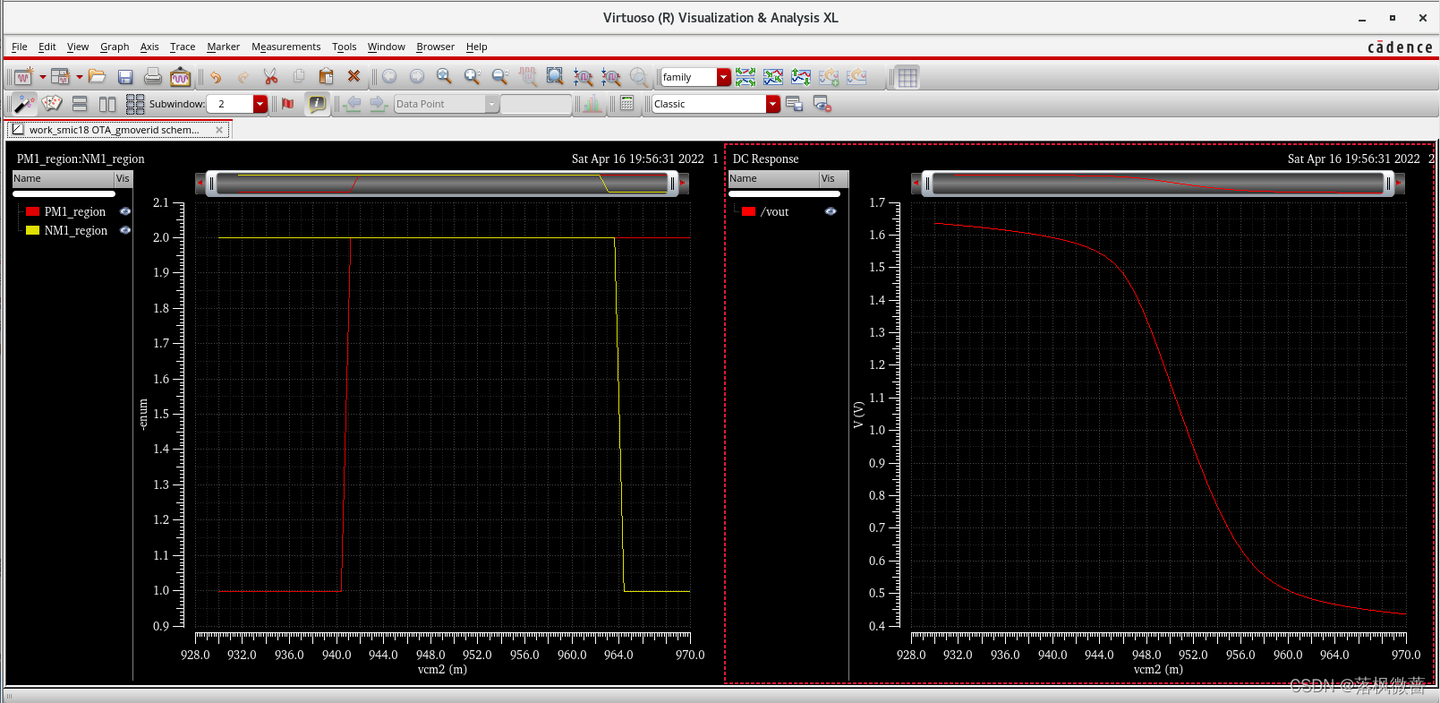 Virtuoso (R) Visualization & Analysis XL
File Edit View Graph Axis Trace Marker Measurements Tools Window Browser Help
cādence
family
Subwindow: 2 Data Point Classic
work_smic18 OTA_gmoverid schem...
PM1_region:NM1_region Sat Apr 16 19:56:31 2022 1
Name Vis
PM1_region
NM1_region
2.1
2.0
1.9
1.8
1.7
1.6
1.5
1.4
1.3
1.2
1.1
1.0
0.9
-enum
928.0 932.0 936.0 940.0 944.0 948.0 952.0 956.0 960.0 964.0 970.0
vcm2 (m)
DC Response Sat Apr 16 19:56:31 2022 2
Name Vis
/vout
1.7
1.6
1.5
1.4
1.3
1.2
1.1
1.0
0.9
0.8
0.7
0.6
0.5
0.4
V (V)
928.0 932.0 936.0 940.0 944.0 948.0 952.0 956.0 960.0 964.0 970.0
vcm2 (m)
CSDN @落枫微蔷